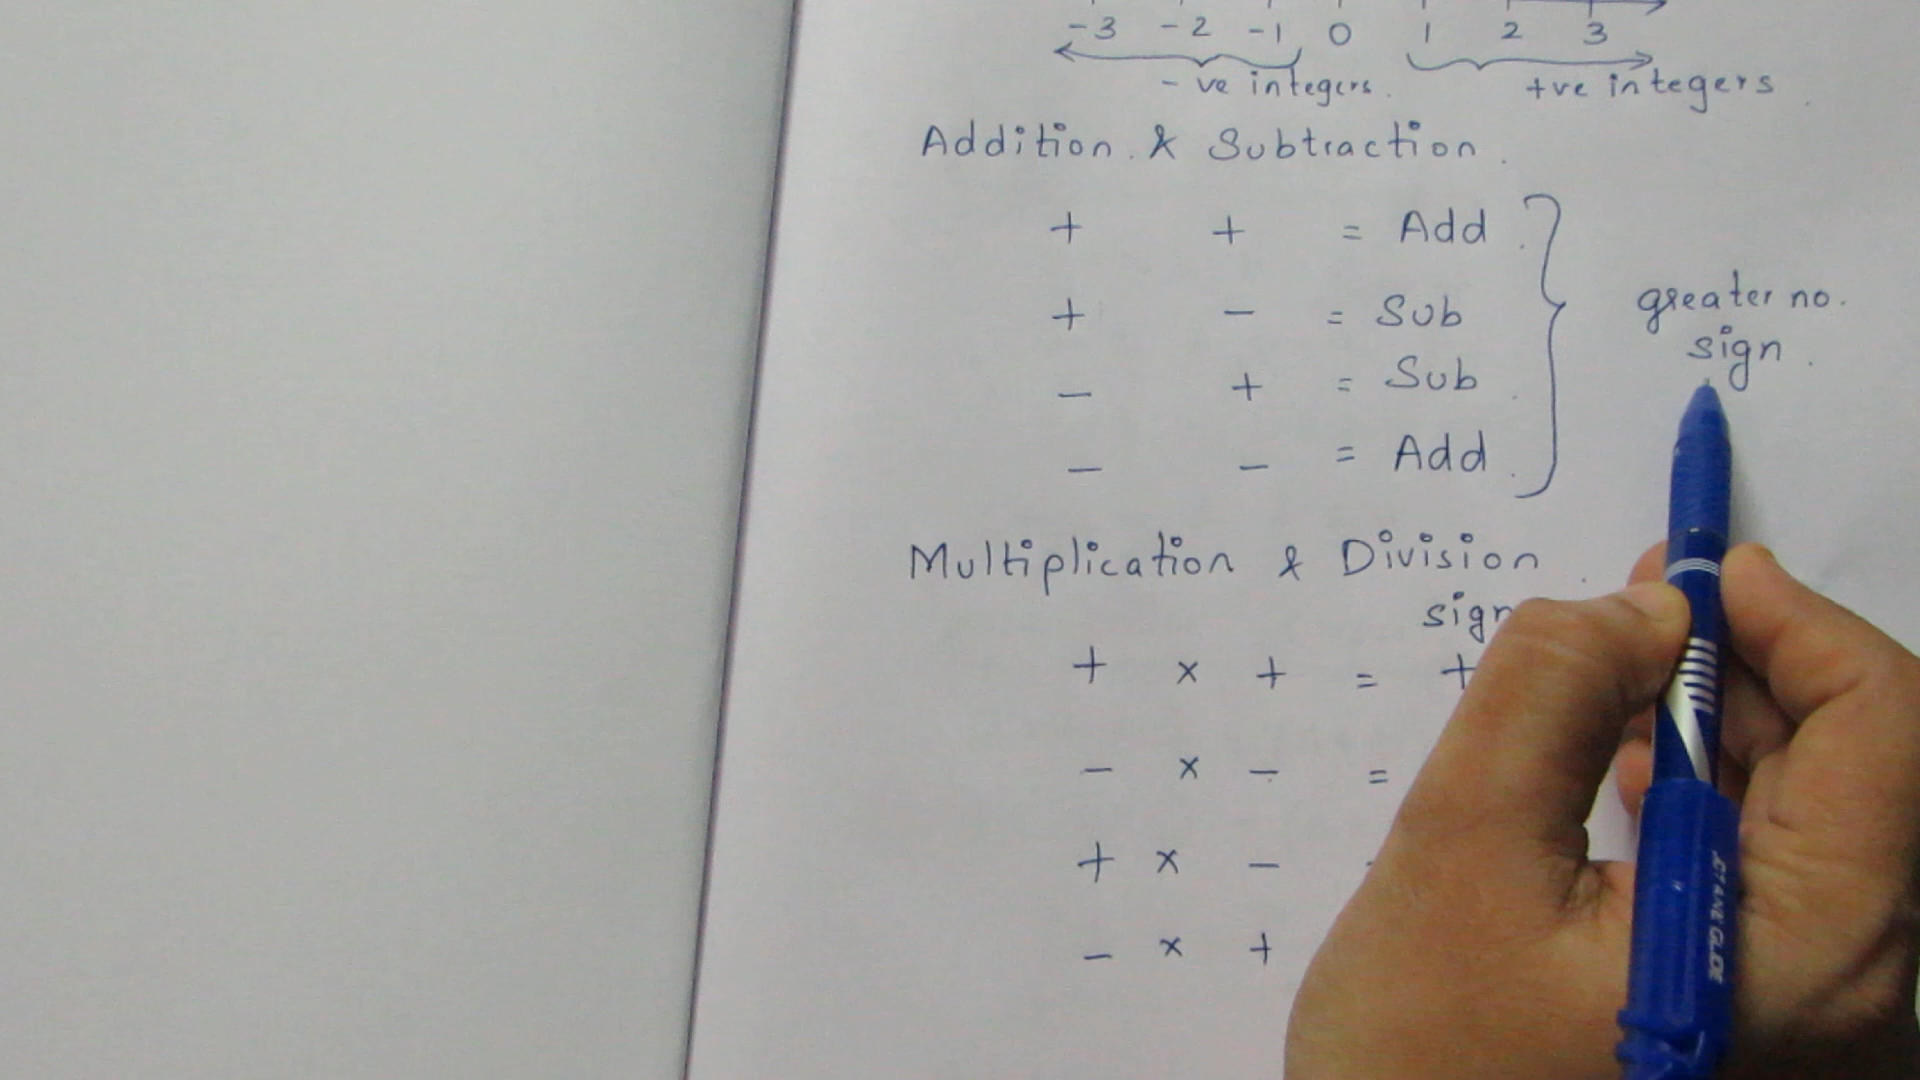 -3 -2 -1 0 1 2 3
-ve integers. +ve integers
Addition & Subtraction.
+ + = Add
+ - = Sub
greater no.
sign.
- + = Sub
- - = Add
Multiplication & Division
sign
+ x + = +
- x - =
+ x -
- x +